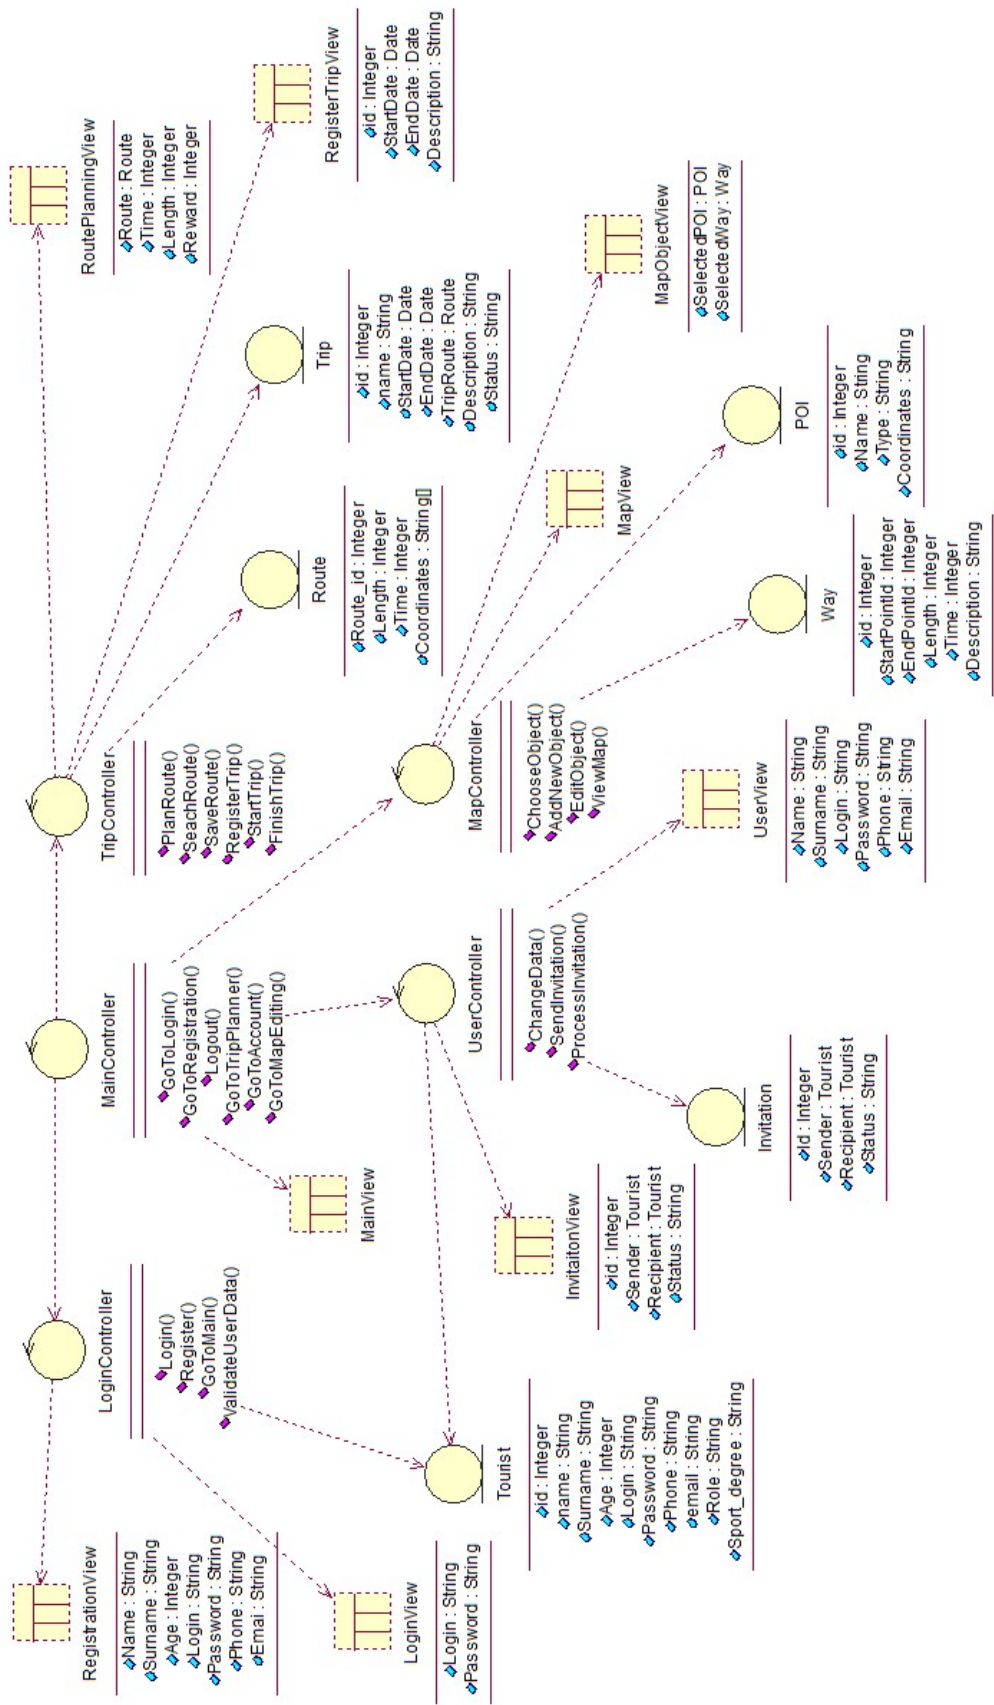 RegistrationView
Name : String
Surname : String
Age : Integer
Login : String
Password : String
Phone : String
Emai : String
LoginController
Login()
Register()
GoToMain()
ValidateUserData()
MainController
GoToLogin()
GoToRegistration()
Logout()
GoToTripPlanner()
GoToAccount()
GoToMapEditing()
TripController
PlanRoute()
SeachRoute()
SaveRoute()
RegisterTrip()
StartTrip()
FinishTrip()
RoutePlanningView
Route : Route
Time : Integer
Length : Integer
Reward : Integer
RegisterTripView
id : Integer
StartDate : Date
EndDate : Date
Description : String
LoginView
Login : String
Password : String
MainView
Route
Route_id : Integer
Length : Integer
Time : Integer
Coordinates : String[]
Trip
id : Integer
name : String
StartDate : Date
EndDate : Date
TripRoute : Route
Description : String
Status : String
Tourist
id : Integer
name : String
Surname : String
Age : Integer
Login : String
Password : String
Phone : String
email : String
Role : String
Sport_degree : String
InvitaitonView
id : Integer
Sender : Tourist
Recipient : Tourist
Status : String
UserController
ChangeData()
SendInvitation()
ProcessInvitation()
MapController
ChooseObject()
AddNewObject()
EditObject()
ViewMap()
MapView
MapObjectView
SelectedPOI : POI
SelectedWay : Way
Invitation
Id : Integer
Sender : Tourist
Recipient : Tourist
Status : String
UserView
Name : String
Surname : String
Login : String
Password : String
Phone : String
Email : String
Way
id : Integer
StartPointId : Integer
EndPointId : Integer
Length : Integer
Time : Integer
Description : String
POI
id : Integer
Name : String
Type : String
Coordinates : String